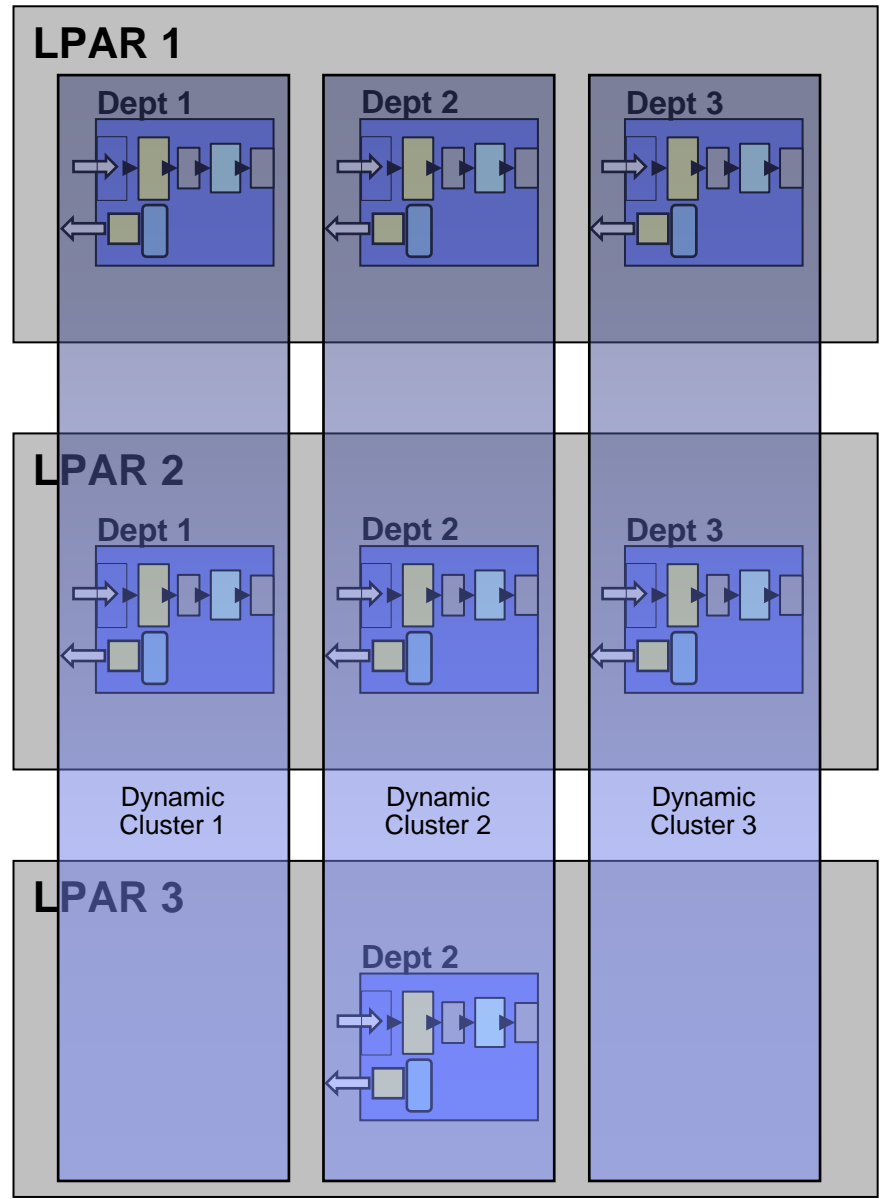 LPAR 1
Dept 1
Dept 2
Dept 3
LPAR 2
Dept 1
Dept 2
Dept 3
Dynamic
Cluster 1
Dynamic
Cluster 2
Dynamic
Cluster 3
LPAR 3
Dept 2